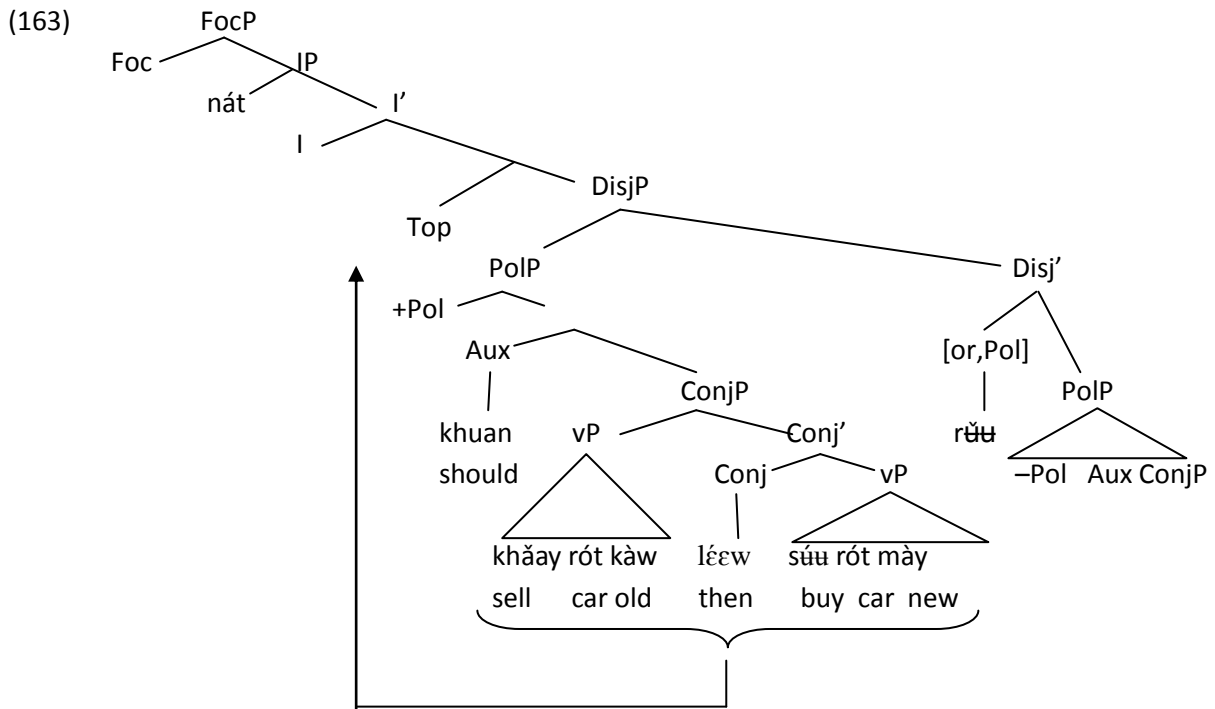 (163) FocP
Foc IP
nát I’
I
DisjP
Top
PolP Disj’
+Pol
Aux [or,Pol]
ConjP PolP
khuan vP Conj’ rʉ̌ʉ
should Conj vP –Pol Aux ConjP
khǎay rót kàw lɛ́ɛw sʉ́ʉ rót mày
sell car old then buy car new